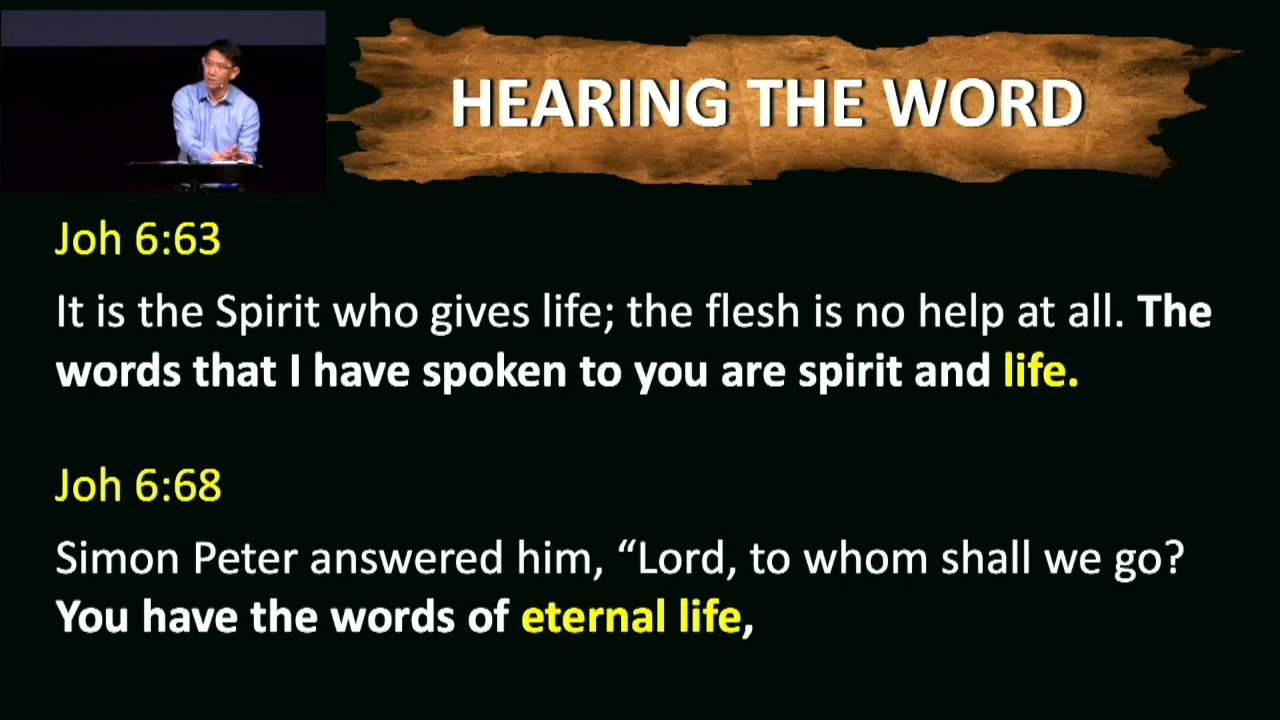 HEARING THE WORD
Joh 6:63
It is the Spirit who gives life; the flesh is no help at all. The
words that I have spoken to you are spirit and life.
Joh 6:68
Simon Peter answered him, “Lord, to whom shall we go?
You have the words of eternal life,